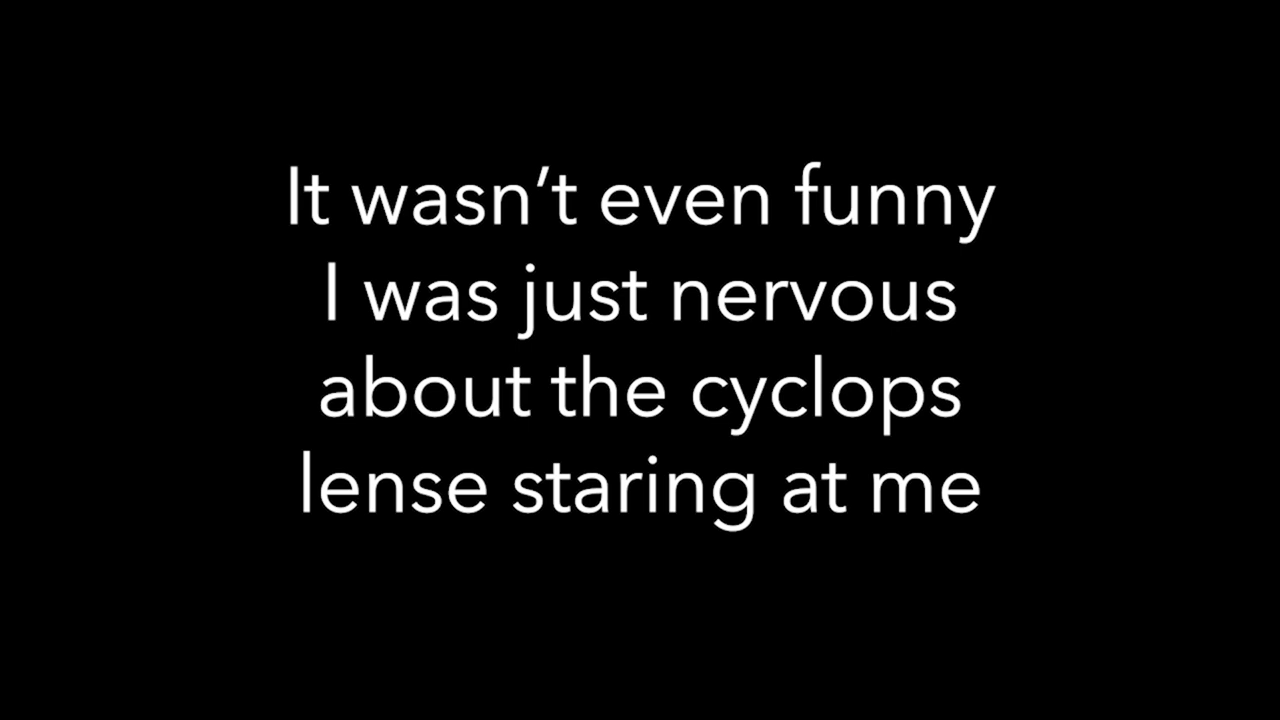 It wasn’t even funny
I was just nervous
about the cyclops
lense staring at me